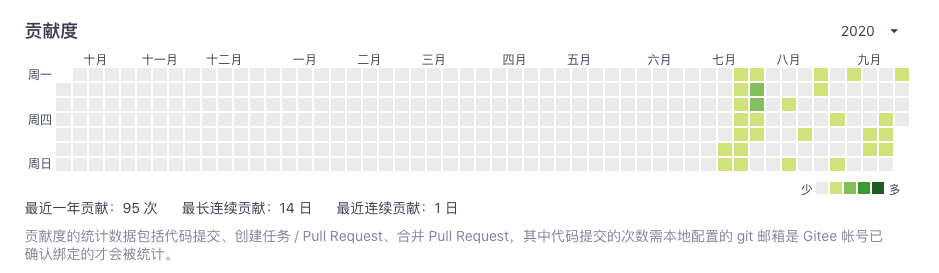 贡献度
2020
十月 十一月 十二月 一月 二月 三月 四月 五月 六月 七月 八月 九月
周一
周四
周日
少 多
最近一年贡献：95 次 最长连续贡献：14 日 最近连续贡献：1 日
贡献度的统计数据包括代码提交、创建任务 / Pull Request、合并 Pull Request，其中代码提交的次数需本地配置的 git 邮箱是 Gitee 帐号已
确认绑定的才会被统计。